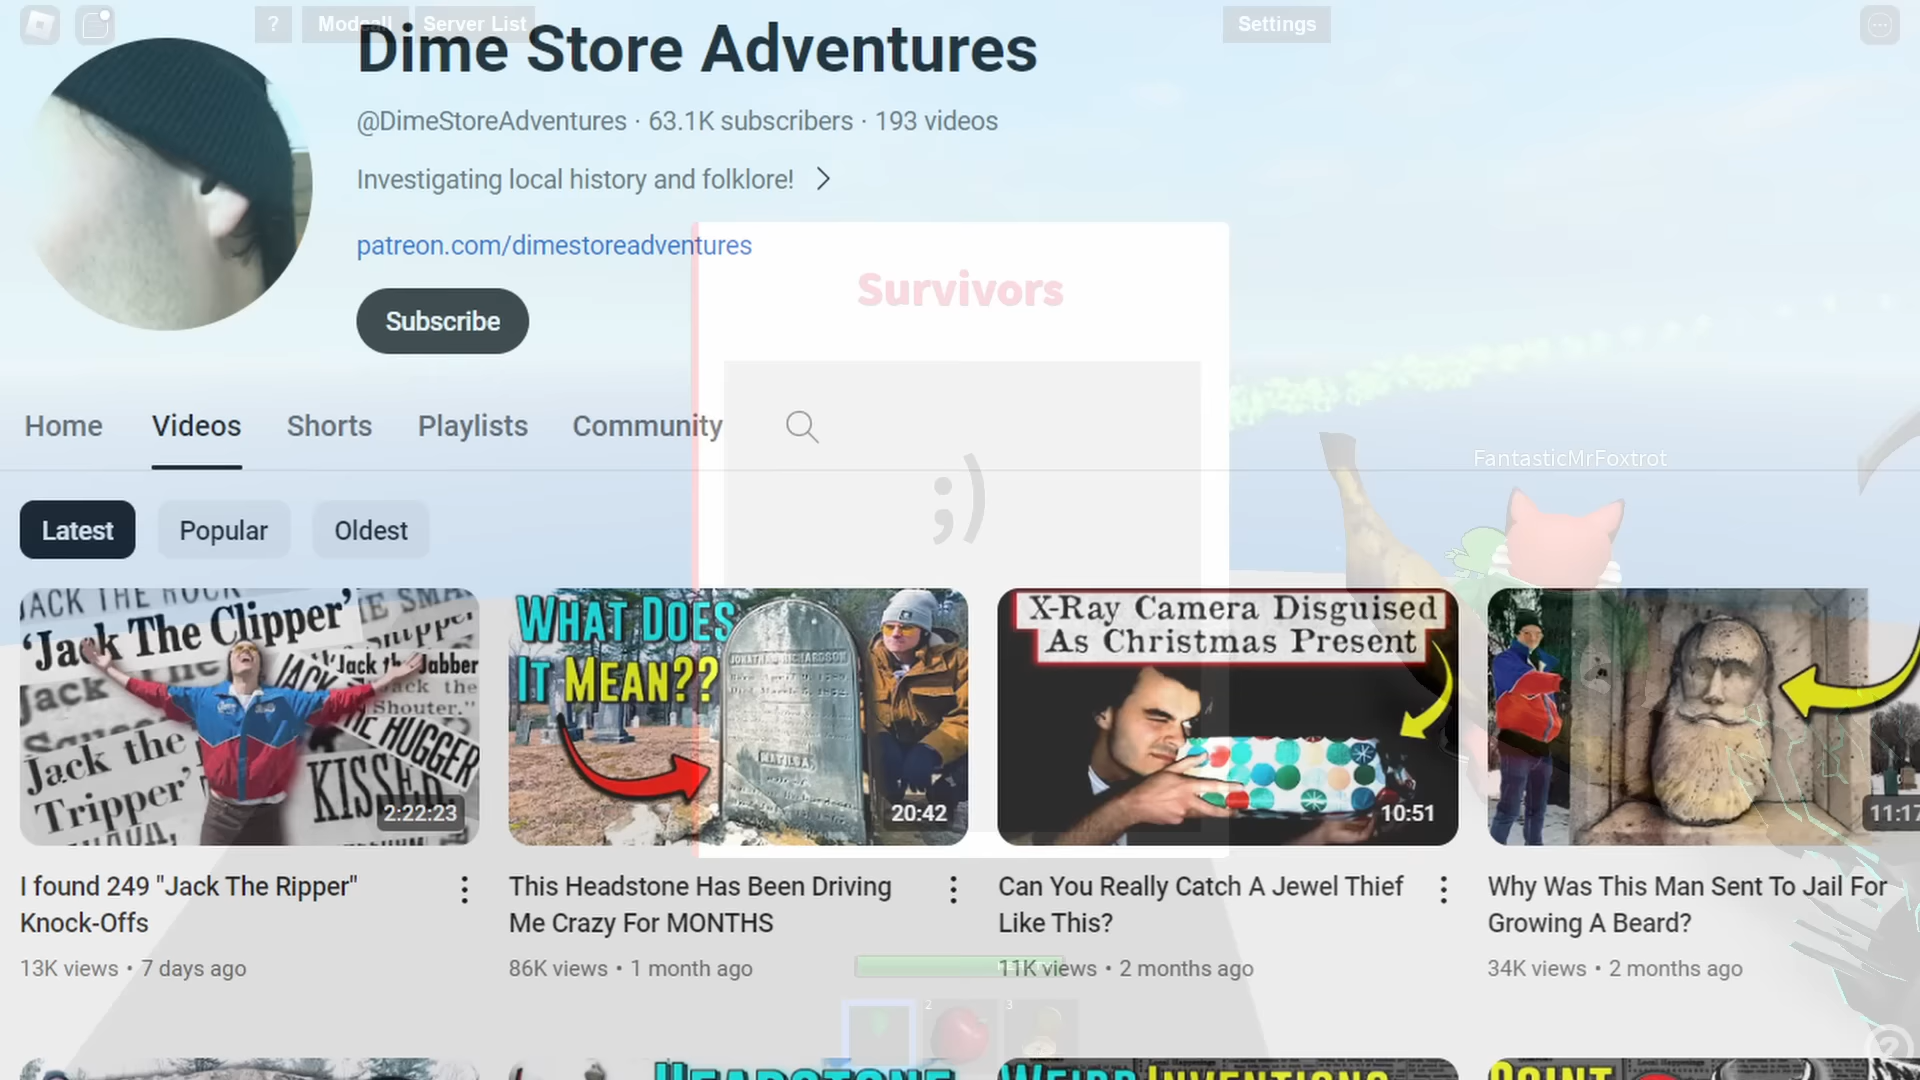 ? Modcall Server List Settings
Dime Store Adventures
@DimeStoreAdventures · 63.1K subscribers · 193 videos
Investigating local history and folklore!
patreon.com/dimestoreadventures
Survivors
Subscribe
Home Videos Shorts Playlists Community
;)
FantasticMrFoxtrot
Latest Popular Oldest
'Jack The Clipper'
Jack the
Tripper'
THE HUGGER
KISSER
2:22:23
WHAT DOES
IT MEAN??
20:42
X-Ray Camera Disguised
As Christmas Present
10:51
11:17
I found 249 "Jack The Ripper"
Knock-Offs
13K views • 7 days ago
This Headstone Has Been Driving
Me Crazy For MONTHS
86K views • 1 month ago
Can You Really Catch A Jewel Thief
Like This?
11K views • 2 months ago
Why Was This Man Sent To Jail For
Growing A Beard?
34K views • 2 months ago
2 3
HEADSTONE
WEIRD INVENTIONS